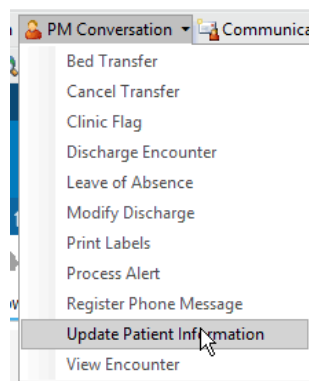 PM Conversation Communica
Bed Transfer
Cancel Transfer
Clinic Flag
Discharge Encounter
Leave of Absence
Modify Discharge
Print Labels
Process Alert
Register Phone Message
Update Patient Information
View Encounter